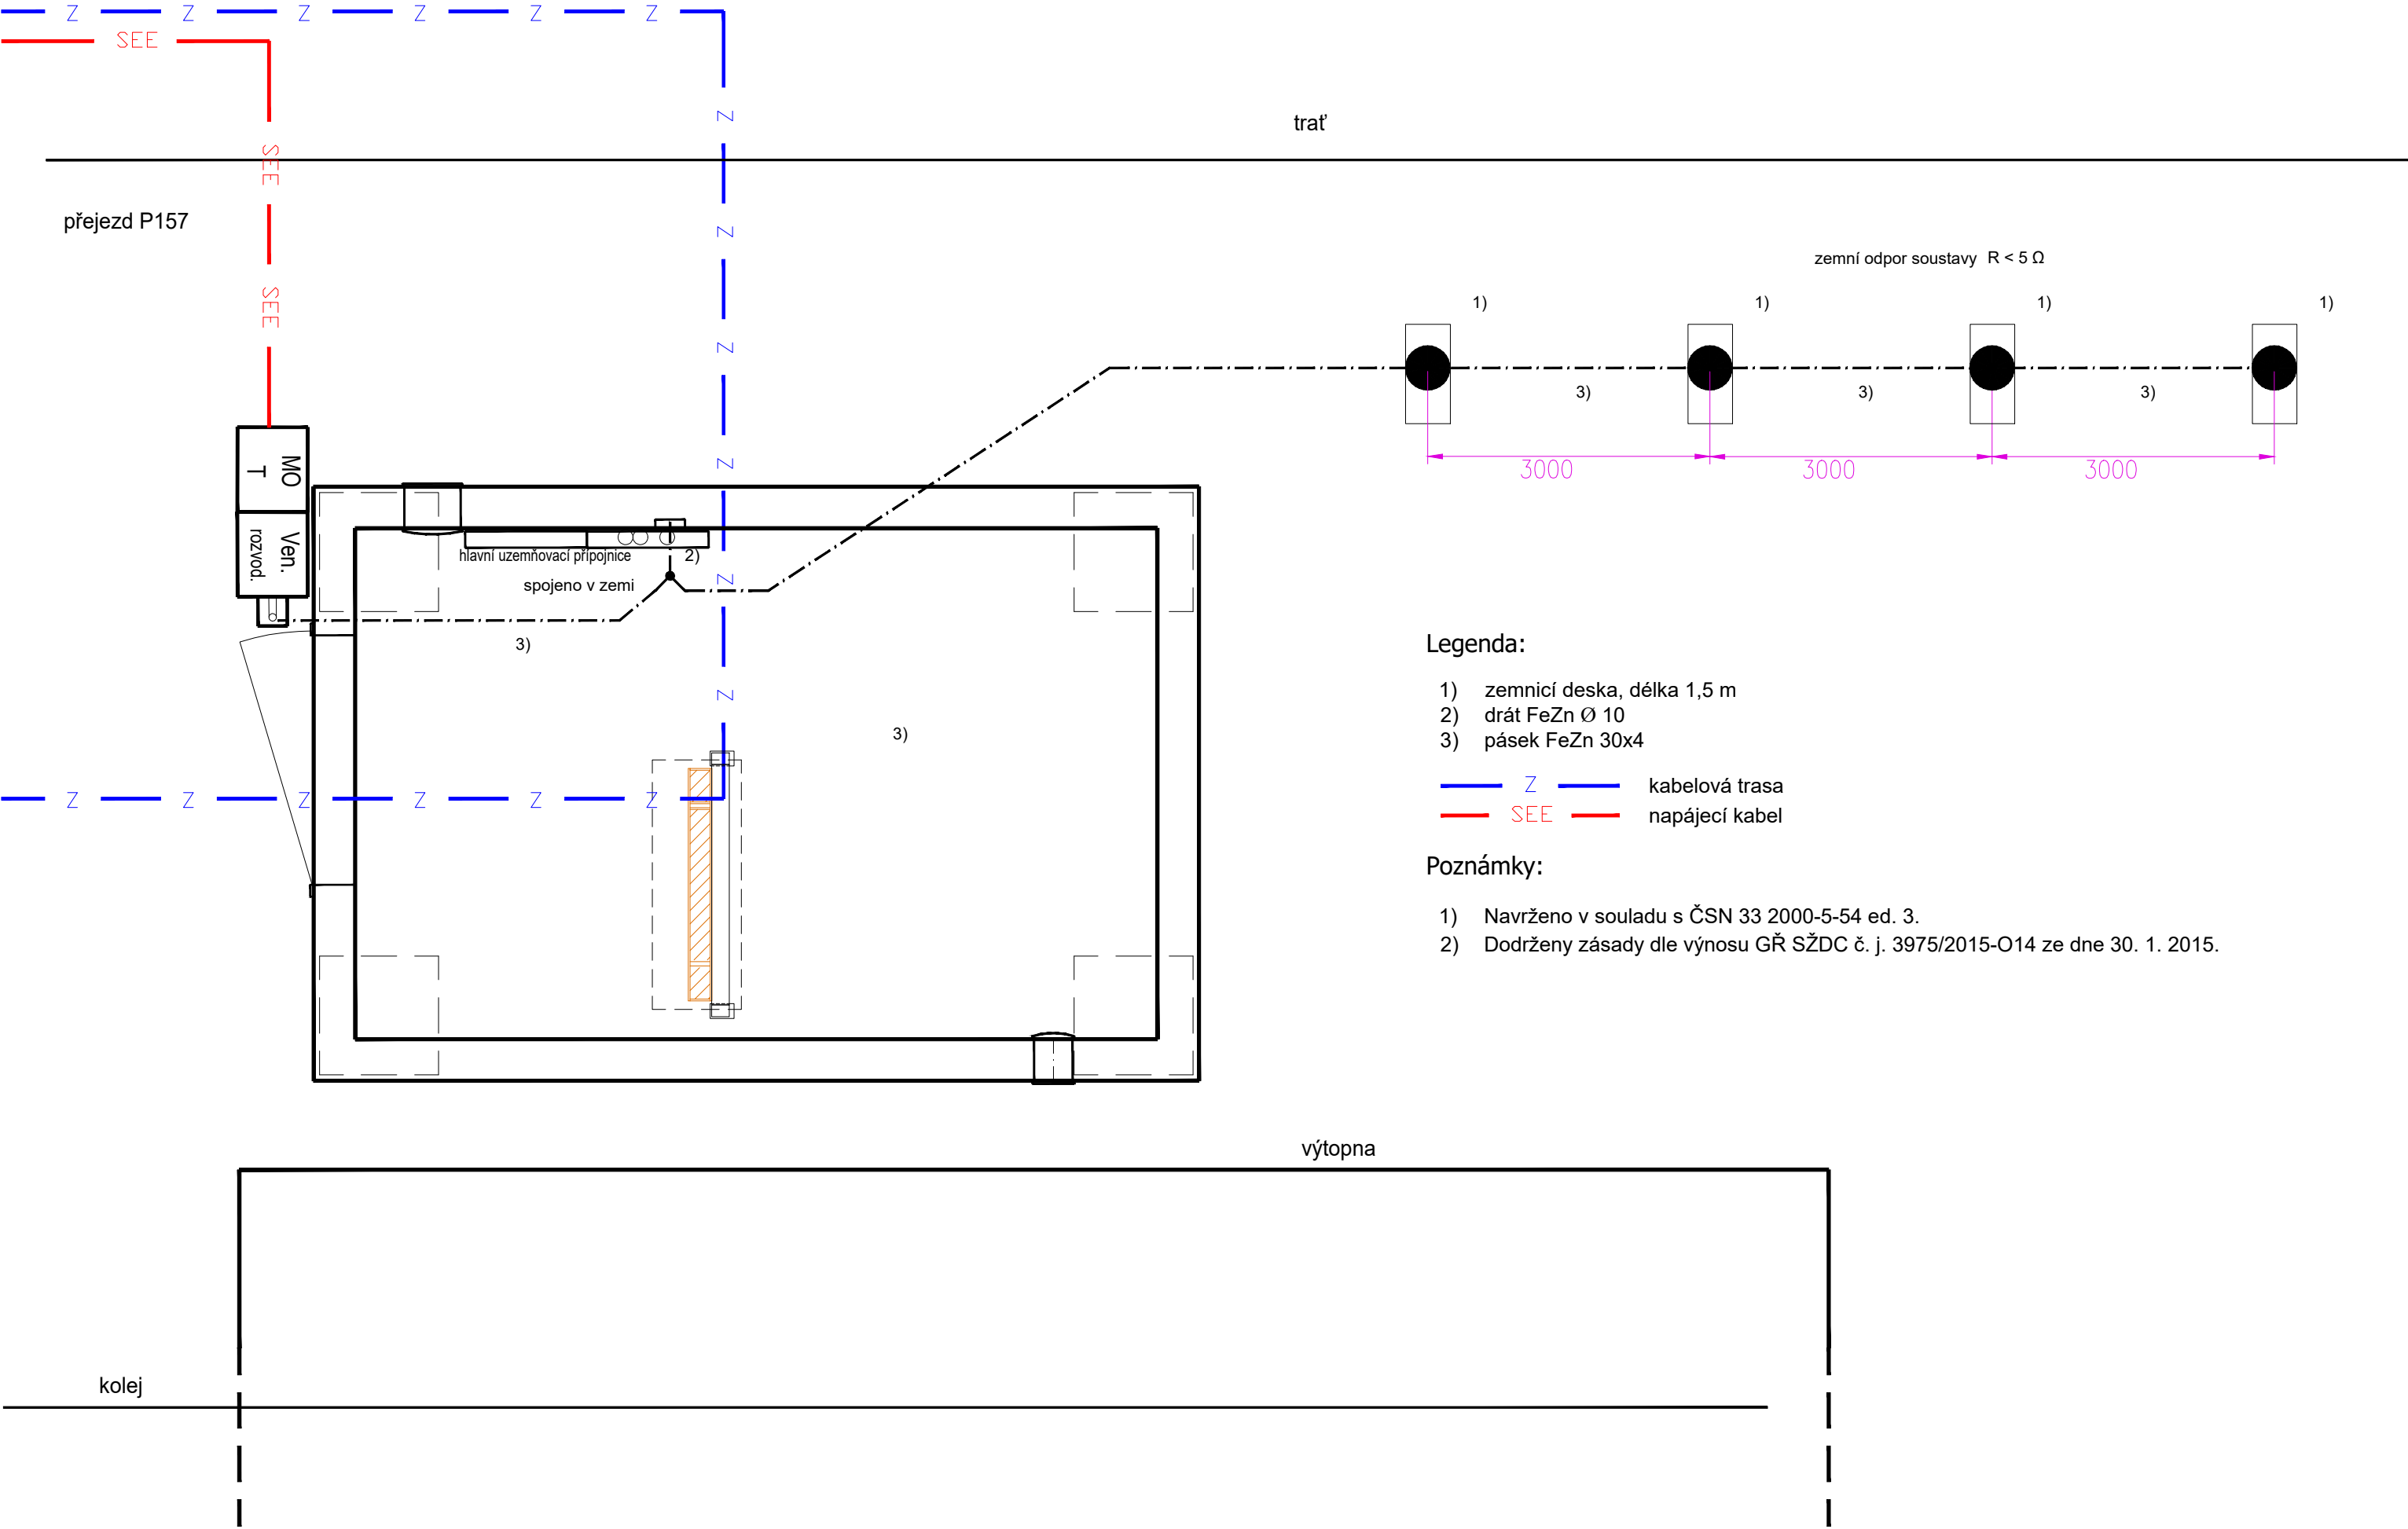 Z Z Z Z Z Z
SEE
trať
Z
SEE
přejezd P157
Z
zemní odpor soustavy R < 5 Ω
SEE
1) 1) 1) 1)
Z
3) 3) 3)
MO
T
Z
3000 3000 3000
Ven.
rozvod.
hlavní uzemňovací přípojnice
2)
spojeno v zemi
Z
3)
Legenda:
1) zemnicí deska, délka 1,5 m
2) drát FeZn Ø 10
3) pásek FeZn 30x4
Z
3)
Z kabelová trasa
Z Z Z Z Z Z
SEE napájecí kabel
Poznámky:
1) Navrženo v souladu s ČSN 33 2000-5-54 ed. 3.
2) Dodrženy zásady dle výnosu GŘ SŽDC č. j. 3975/2015-O14 ze dne 30. 1. 2015.
výtopna
kolej